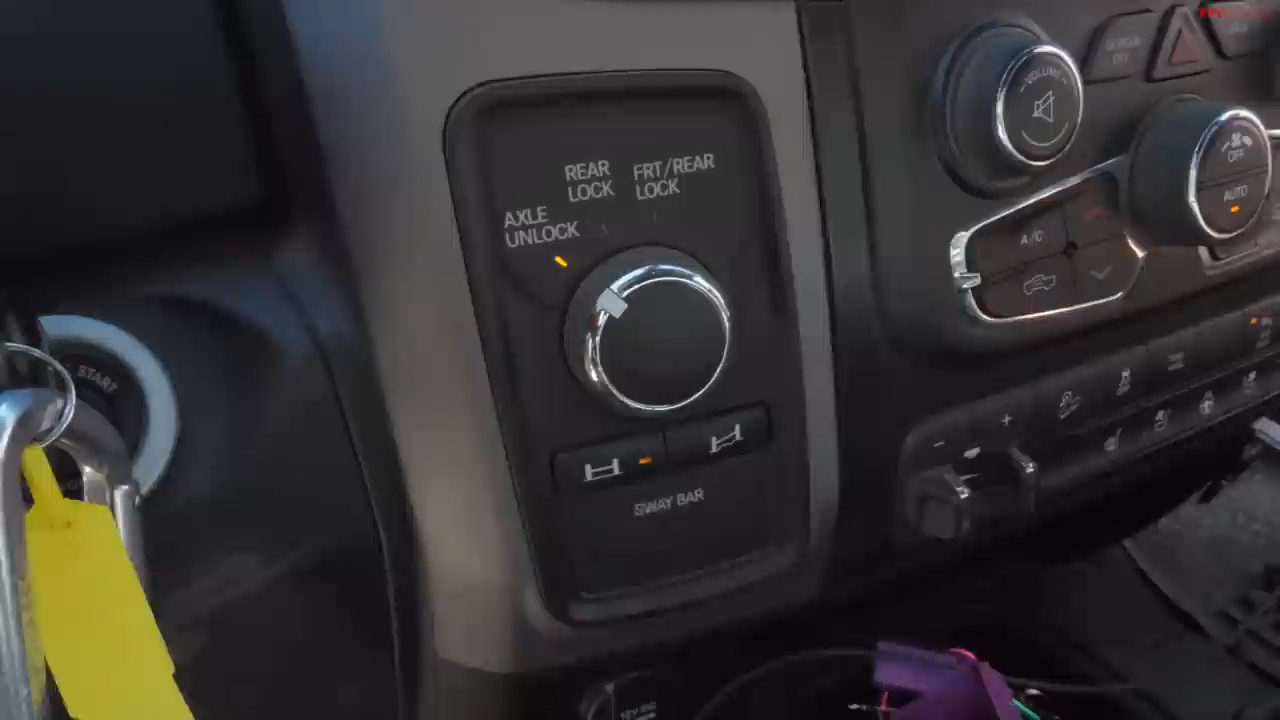 VOLUME
OFF
AUTO
REAR
LOCK
FRT/REAR
LOCK
AXLE
UNLOCK
A/C
START
SWAY BAR